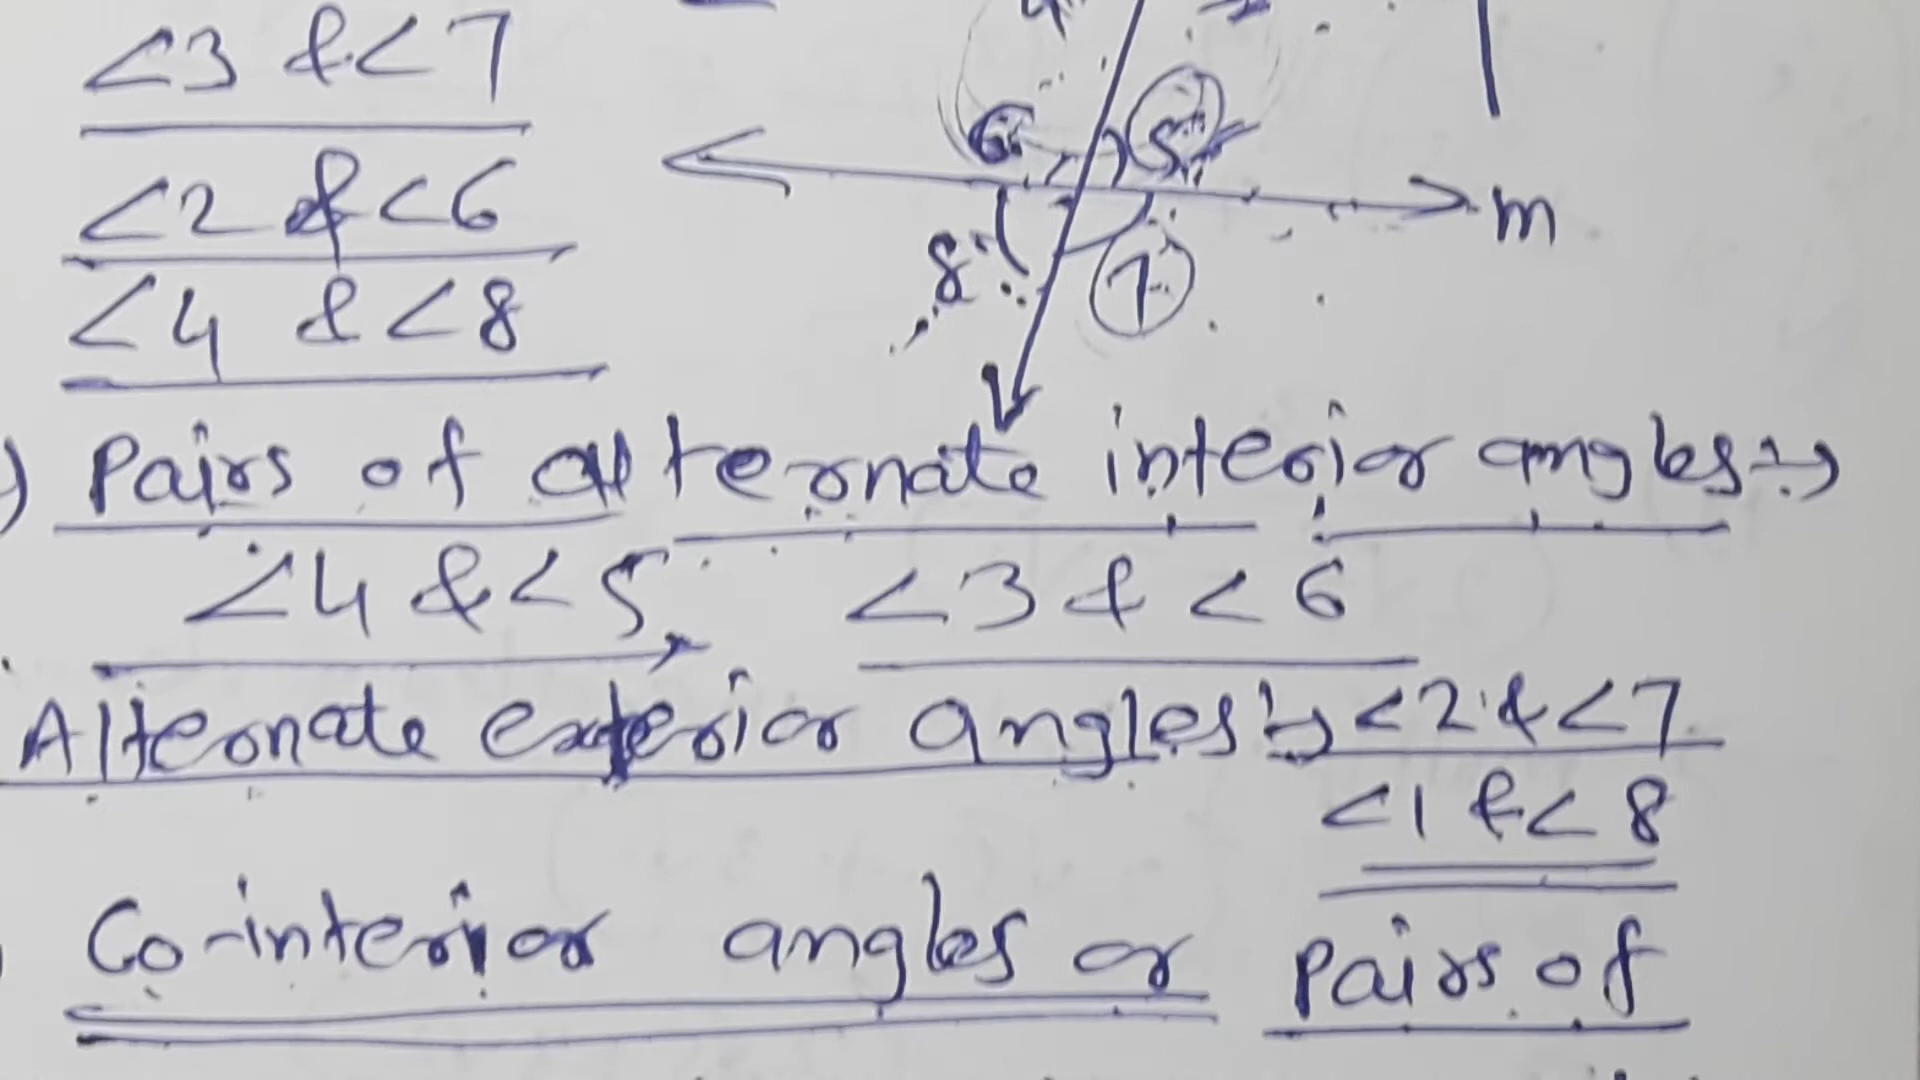 <3 & <7
<2 & <6
<4 & <8
6
5
m
8
7
) Pairs of alternate interior angles :->
<4 & <5, <3 & <6
Alternate exterior angles :-> <2 & <7
<1 & <8
Co-interior angles or Pairs of